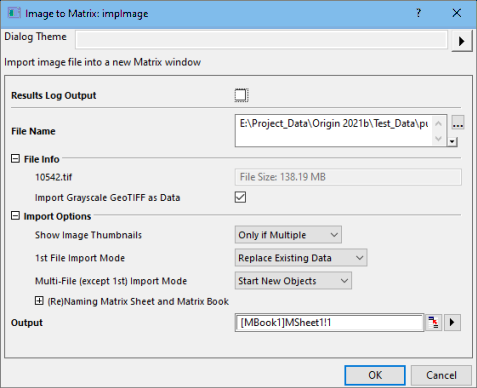 Image to Matrix: impImage
Dialog Theme
Import image file into a new Matrix window
Results Log Output
File Name E:\Project_Data\Origin 2021b\Test_Data\pu
File Info
10542.tif File Size: 138.19 MB
Import Grayscale GeoTIFF as Data
Import Options
Show Image Thumbnails Only if Multiple
1st File Import Mode Replace Existing Data
Multi-File (except 1st) Import Mode Start New Objects
(Re)Naming Matrix Sheet and Matrix Book
Output [MBook1]MSheet1!1
OK Cancel